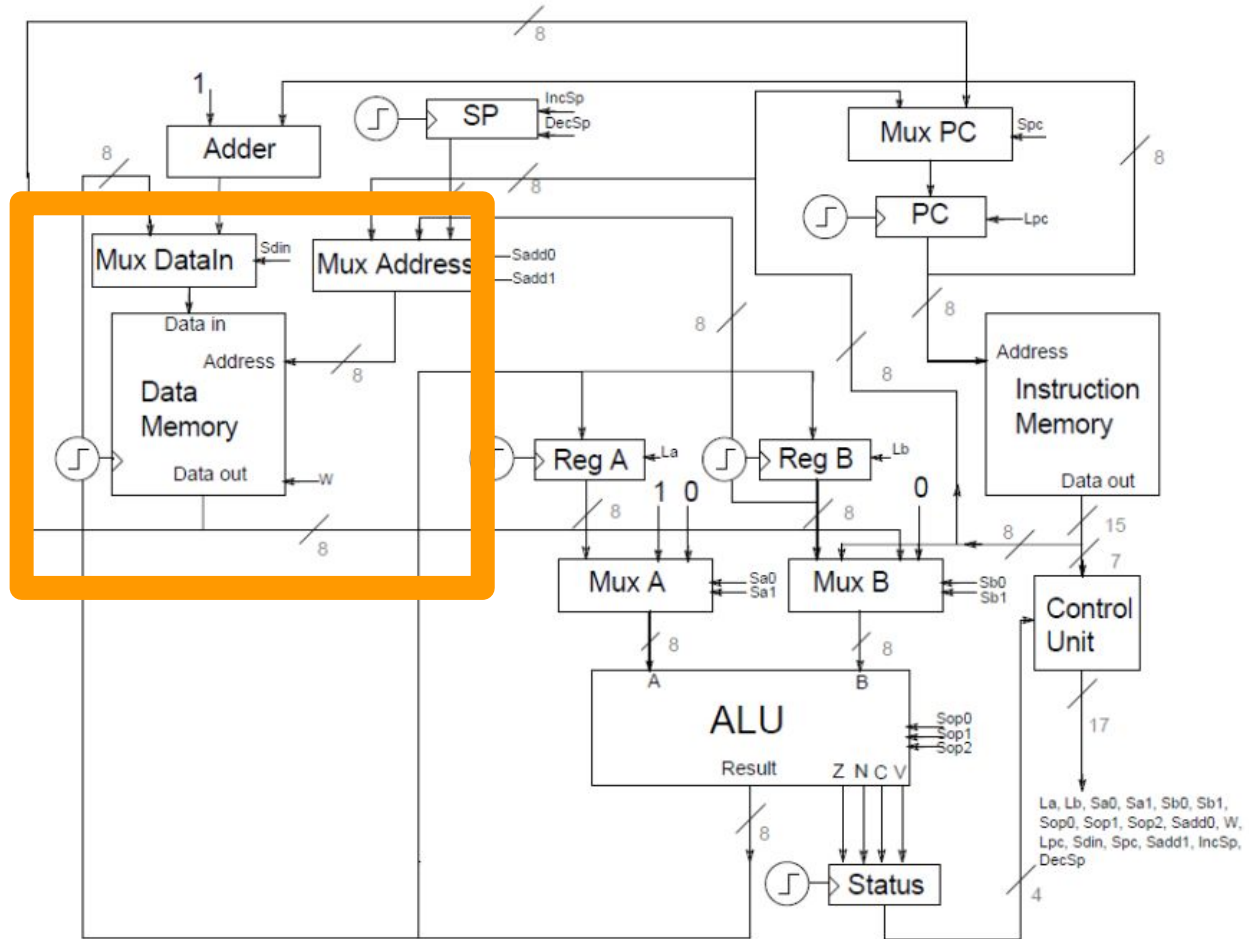 8
1
SP
IncSp
DecSp
Adder
8
8
Mux PC
Spc
8
PC
Lpc
Mux DataIn
Sdin
Mux Address
Sadd0
Sadd1
8
8
8
8
Data in
Address
Data
Memory
Data out
W
8
Address
Instruction
Memory
Data out
Reg A
La
Reg B
Lb
8
1 0
8
0
8
15
7
Mux A
Sa0
Sa1
Mux B
Sb0
Sb1
Control
Unit
8
8
A
B
ALU
Sop0
Sop1
Sop2
Result
Z N C V
17
8
La, Lb, Sa0, Sa1, Sb0, Sb1,
Sop0, Sop1, Sop2, Sadd0, W,
Lpc, Sdin, Spc, Sadd1, IncSp,
DecSp
Status
4